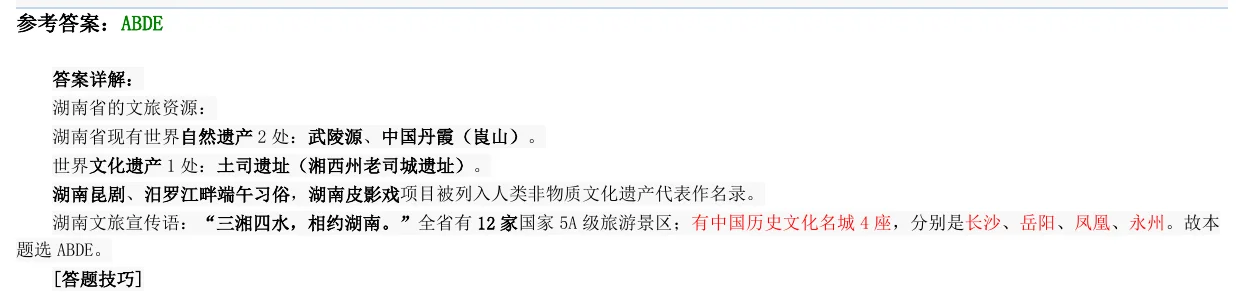 参考答案：ABDE
答案详解：
湖南省的文旅资源：
湖南省现有世界自然遗产 2 处：武陵源、中国丹霞（崀山）。
世界文化遗产 1 处：土司遗址（湘西州老司城遗址）。
湖南昆剧、汨罗江畔端午习俗，湖南皮影戏项目被列入人类非物质文化遗产代表作名录。
湖南文旅宣传语：“三湘四水，相约湖南。”全省有 12 家国家 5A 级旅游景区；有中国历史文化名城 4 座，分别是长沙、岳阳、凤凰、永州。故本
题选 ABDE。
[答题技巧]